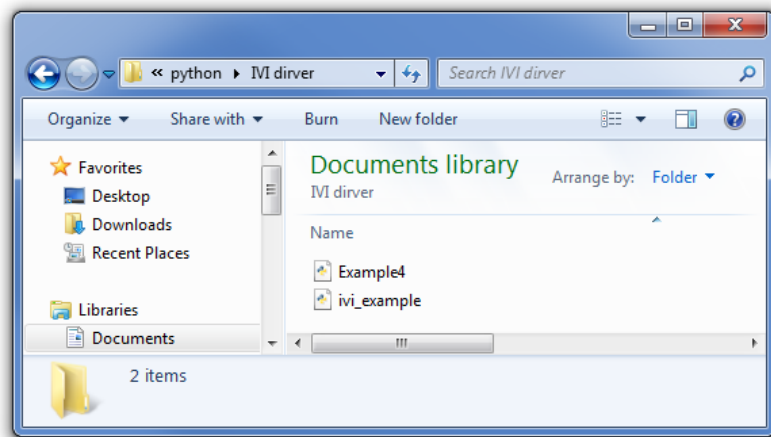 « python ▸ IVI dirver
Search IVI dirver
Organize Share with Burn New folder
Favorites
Desktop
Downloads
Recent Places
Libraries
Documents
Documents library
IVI dirver
Arrange by: Folder
Name
Example4
ivi_example
2 items